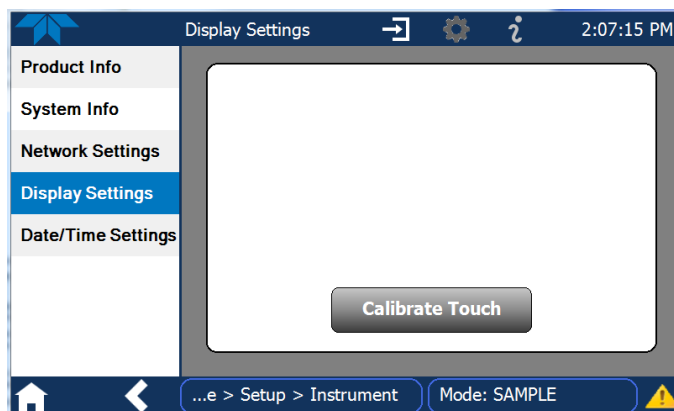 Display Settings 2:07:15 PM
Product Info
System Info
Network Settings
Display Settings
Date/Time Settings
Calibrate Touch
...e > Setup > Instrument Mode: SAMPLE